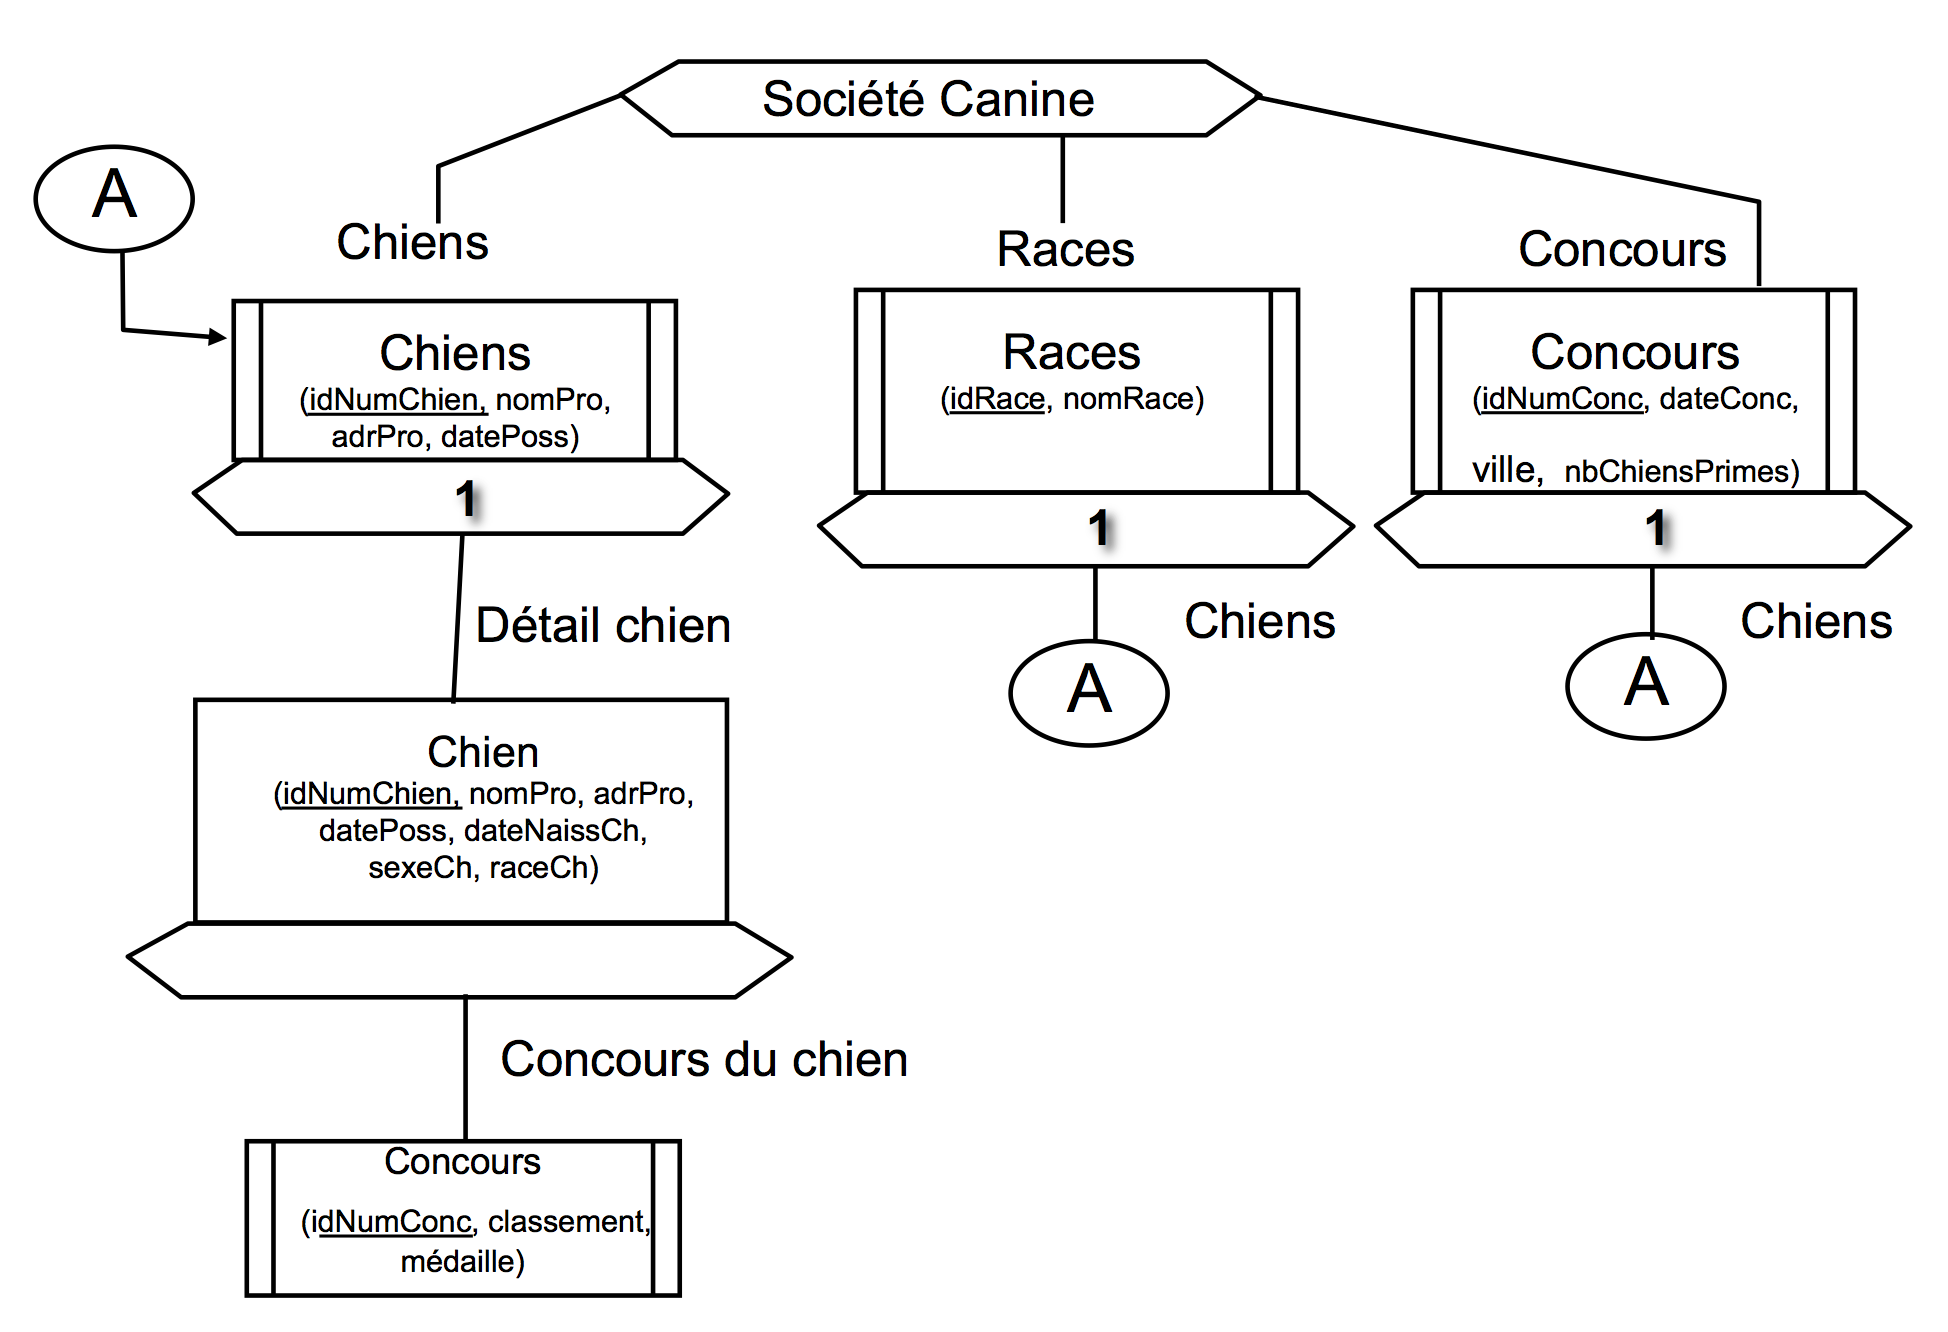 Société Canine
A
Chiens
Races
Concours
Chiens
(idNumChien, nomPro,
adrPro, datePoss)
1
Races
(idRace, nomRace)
1
Concours
(idNumConc, dateConc,
ville, nbChiensPrimes)
1
Détail chien
Chiens
A
Chiens
A
Chien
(idNumChien, nomPro, adrPro,
datePoss, dateNaissCh,
sexeCh, raceCh)
Concours du chien
Concours
(idNumConc, classement,
médaille)